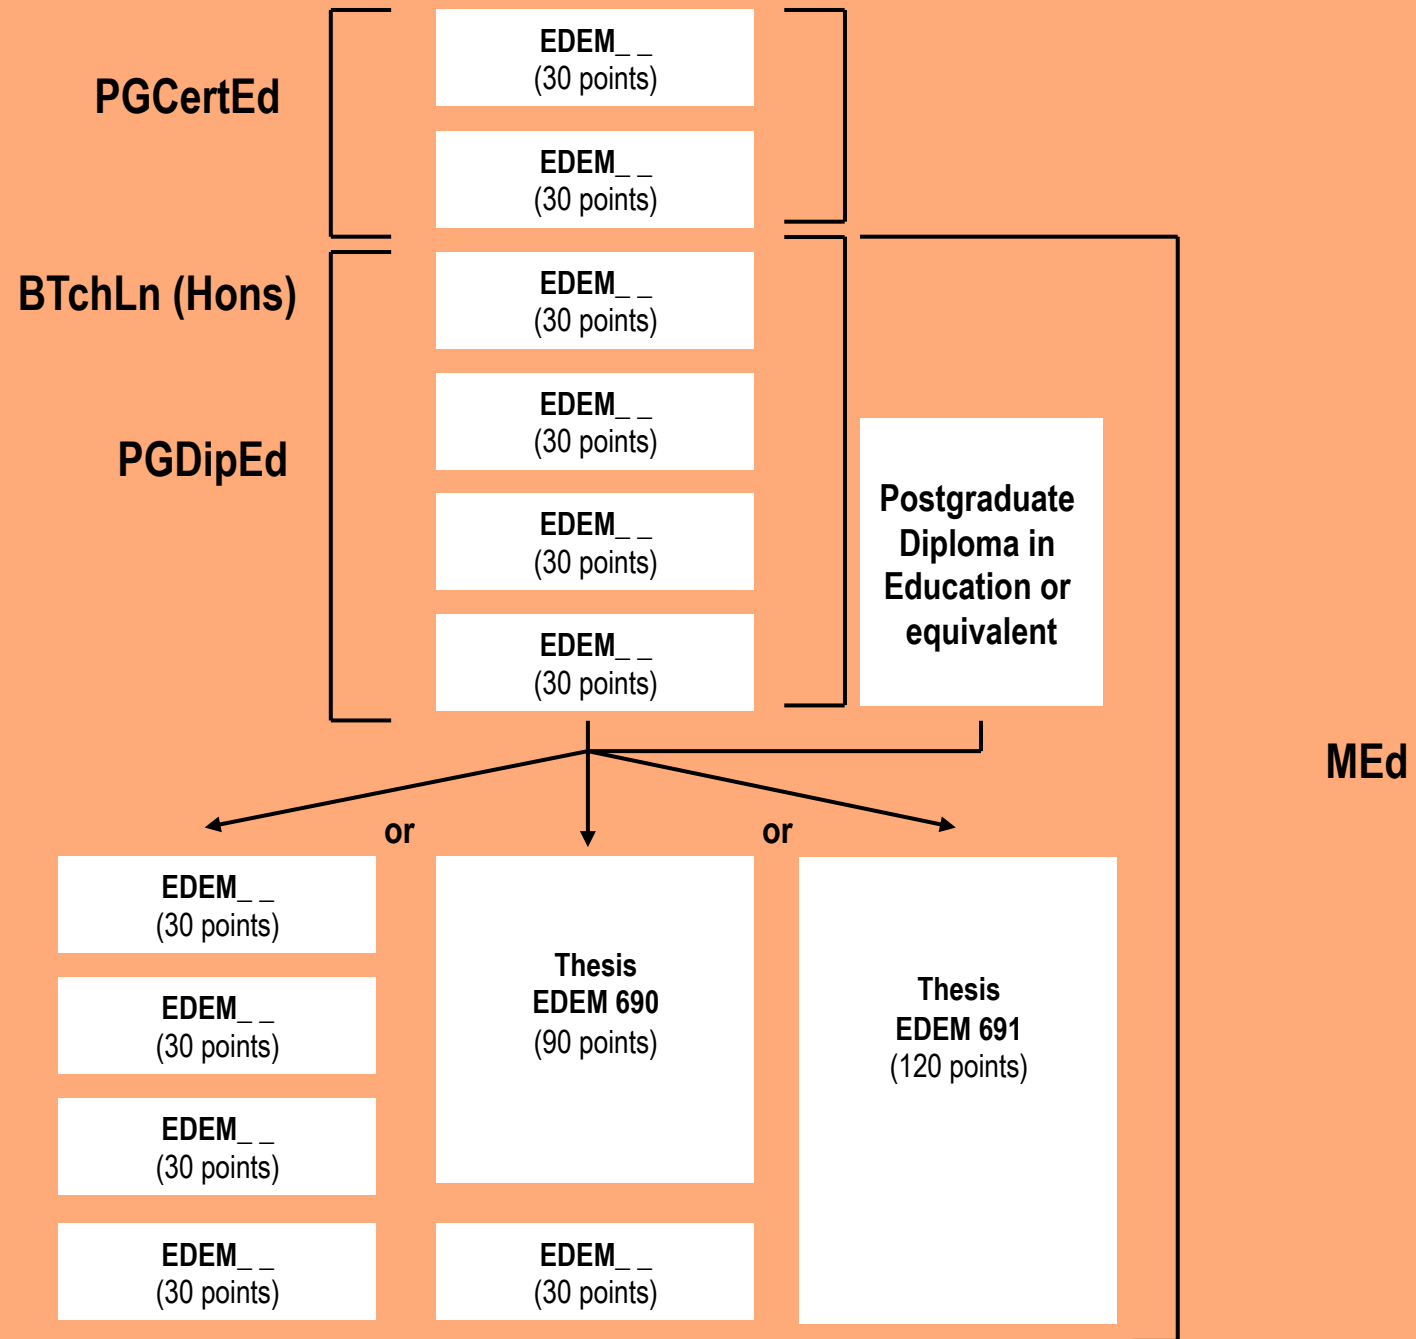 PGCertEd
EDEM_ _
(30 points)
EDEM_ _
(30 points)
BTchLn (Hons)
EDEM_ _
(30 points)
PGDipEd
EDEM_ _
(30 points)
EDEM_ _
(30 points)
EDEM_ _
(30 points)
Postgraduate
Diploma in
Education or
equivalent
MEd
or
or
EDEM_ _
(30 points)
EDEM_ _
(30 points)
EDEM_ _
(30 points)
EDEM_ _
(30 points)
Thesis
EDEM 690
(90 points)
EDEM_ _
(30 points)
Thesis
EDEM 691
(120 points)